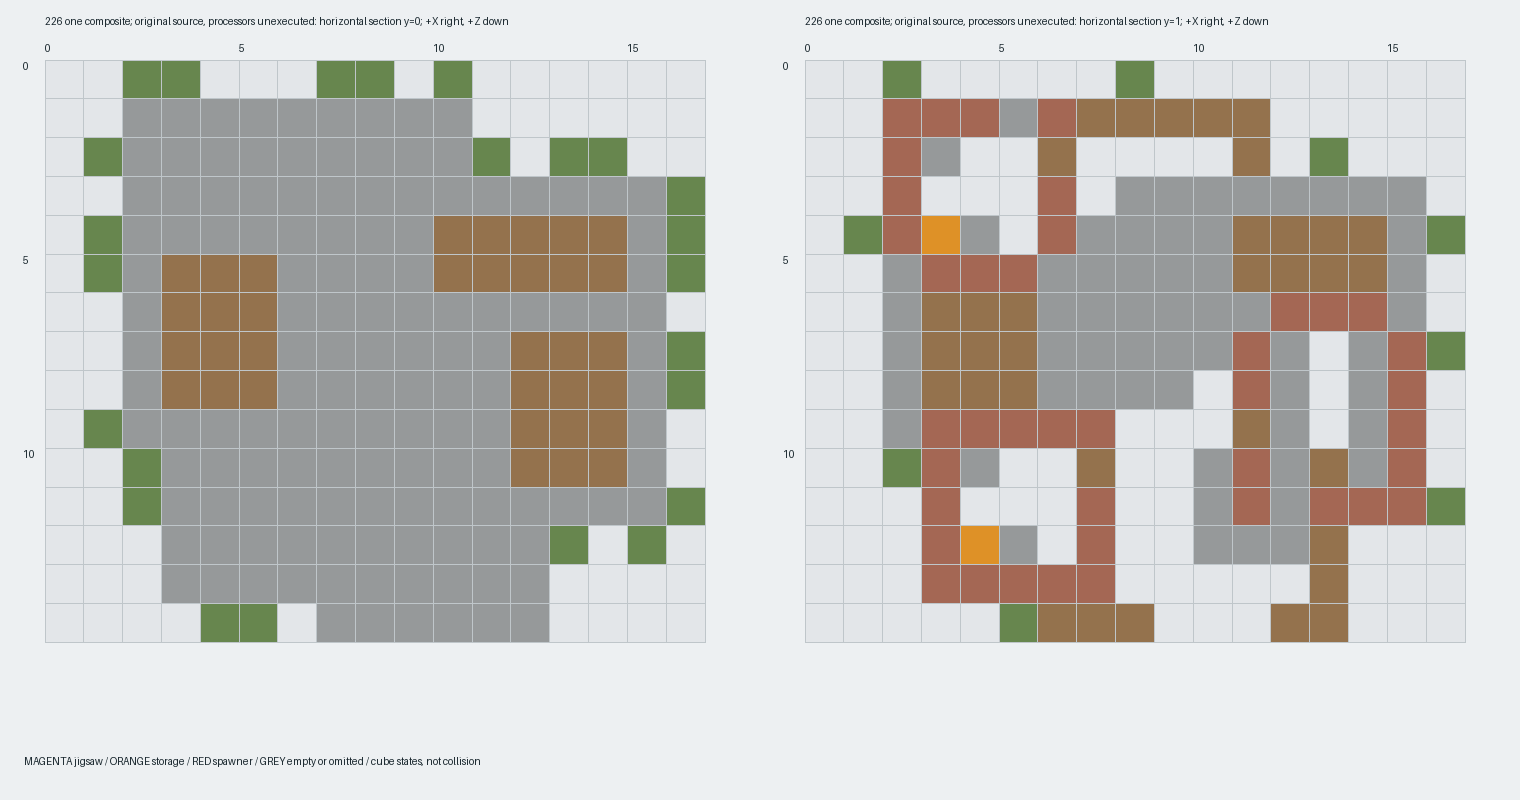 226 one composite; original source, processors unexecuted: horizontal section y=0; +X right, +Z down
0 5 10 15
0
5
10
226 one composite; original source, processors unexecuted: horizontal section y=1; +X right, +Z down
0 5 10 15
0
5
10
MAGENTA jigsaw / ORANGE storage / RED spawner / GREY empty or omitted / cube states, not collision